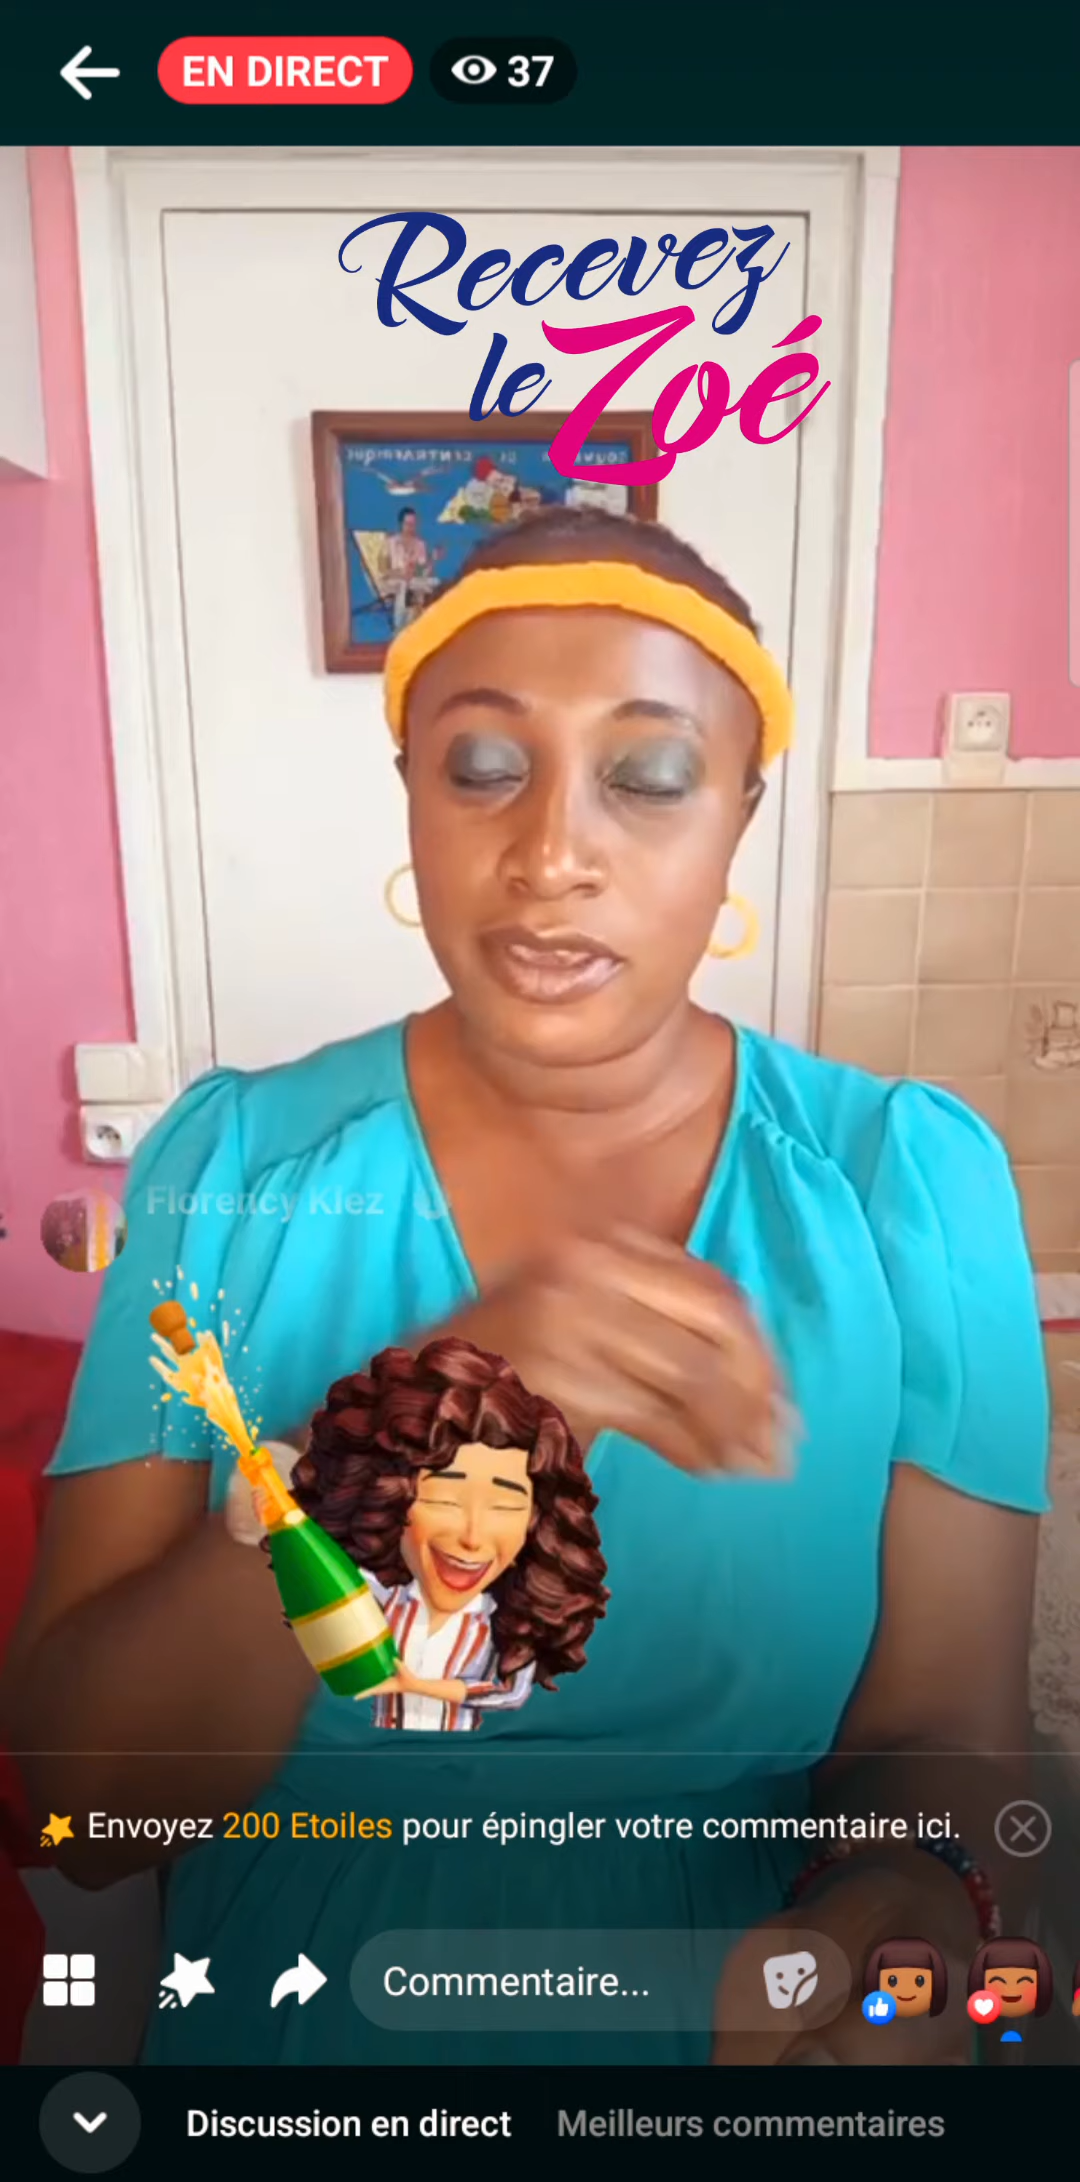 EN DIRECT 37
Recevez
le Zoé
Florency Kiez
Envoyez 200 Etoiles pour épingler votre commentaire ici.
Commentaire...
Discussion en direct Meilleurs commentaires